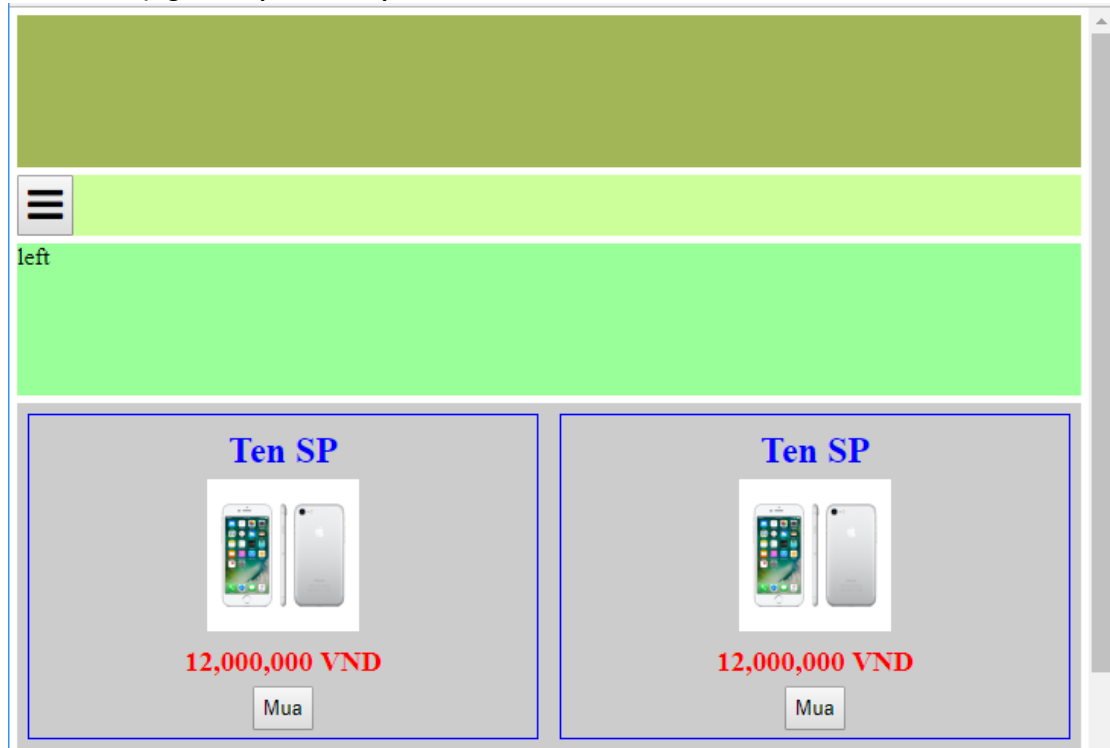 left
Ten SP
Ten SP
12,000,000 VND
12,000,000 VND
Mua
Mua